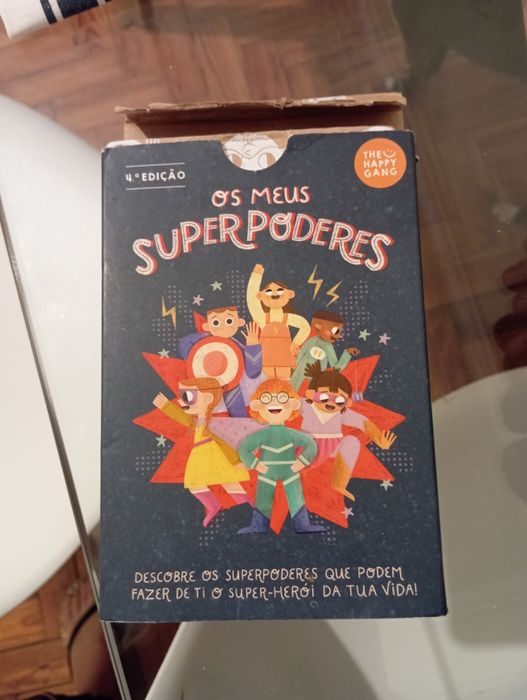 4.ª EDIÇÃO
THE
HAPPY
GANG
OS MEUS
SUPERPODERES
DESCOBRE OS SUPERPODERES QUE PODEM
FAZER DE TI O SUPER-HERÓI DA TUA VIDA!